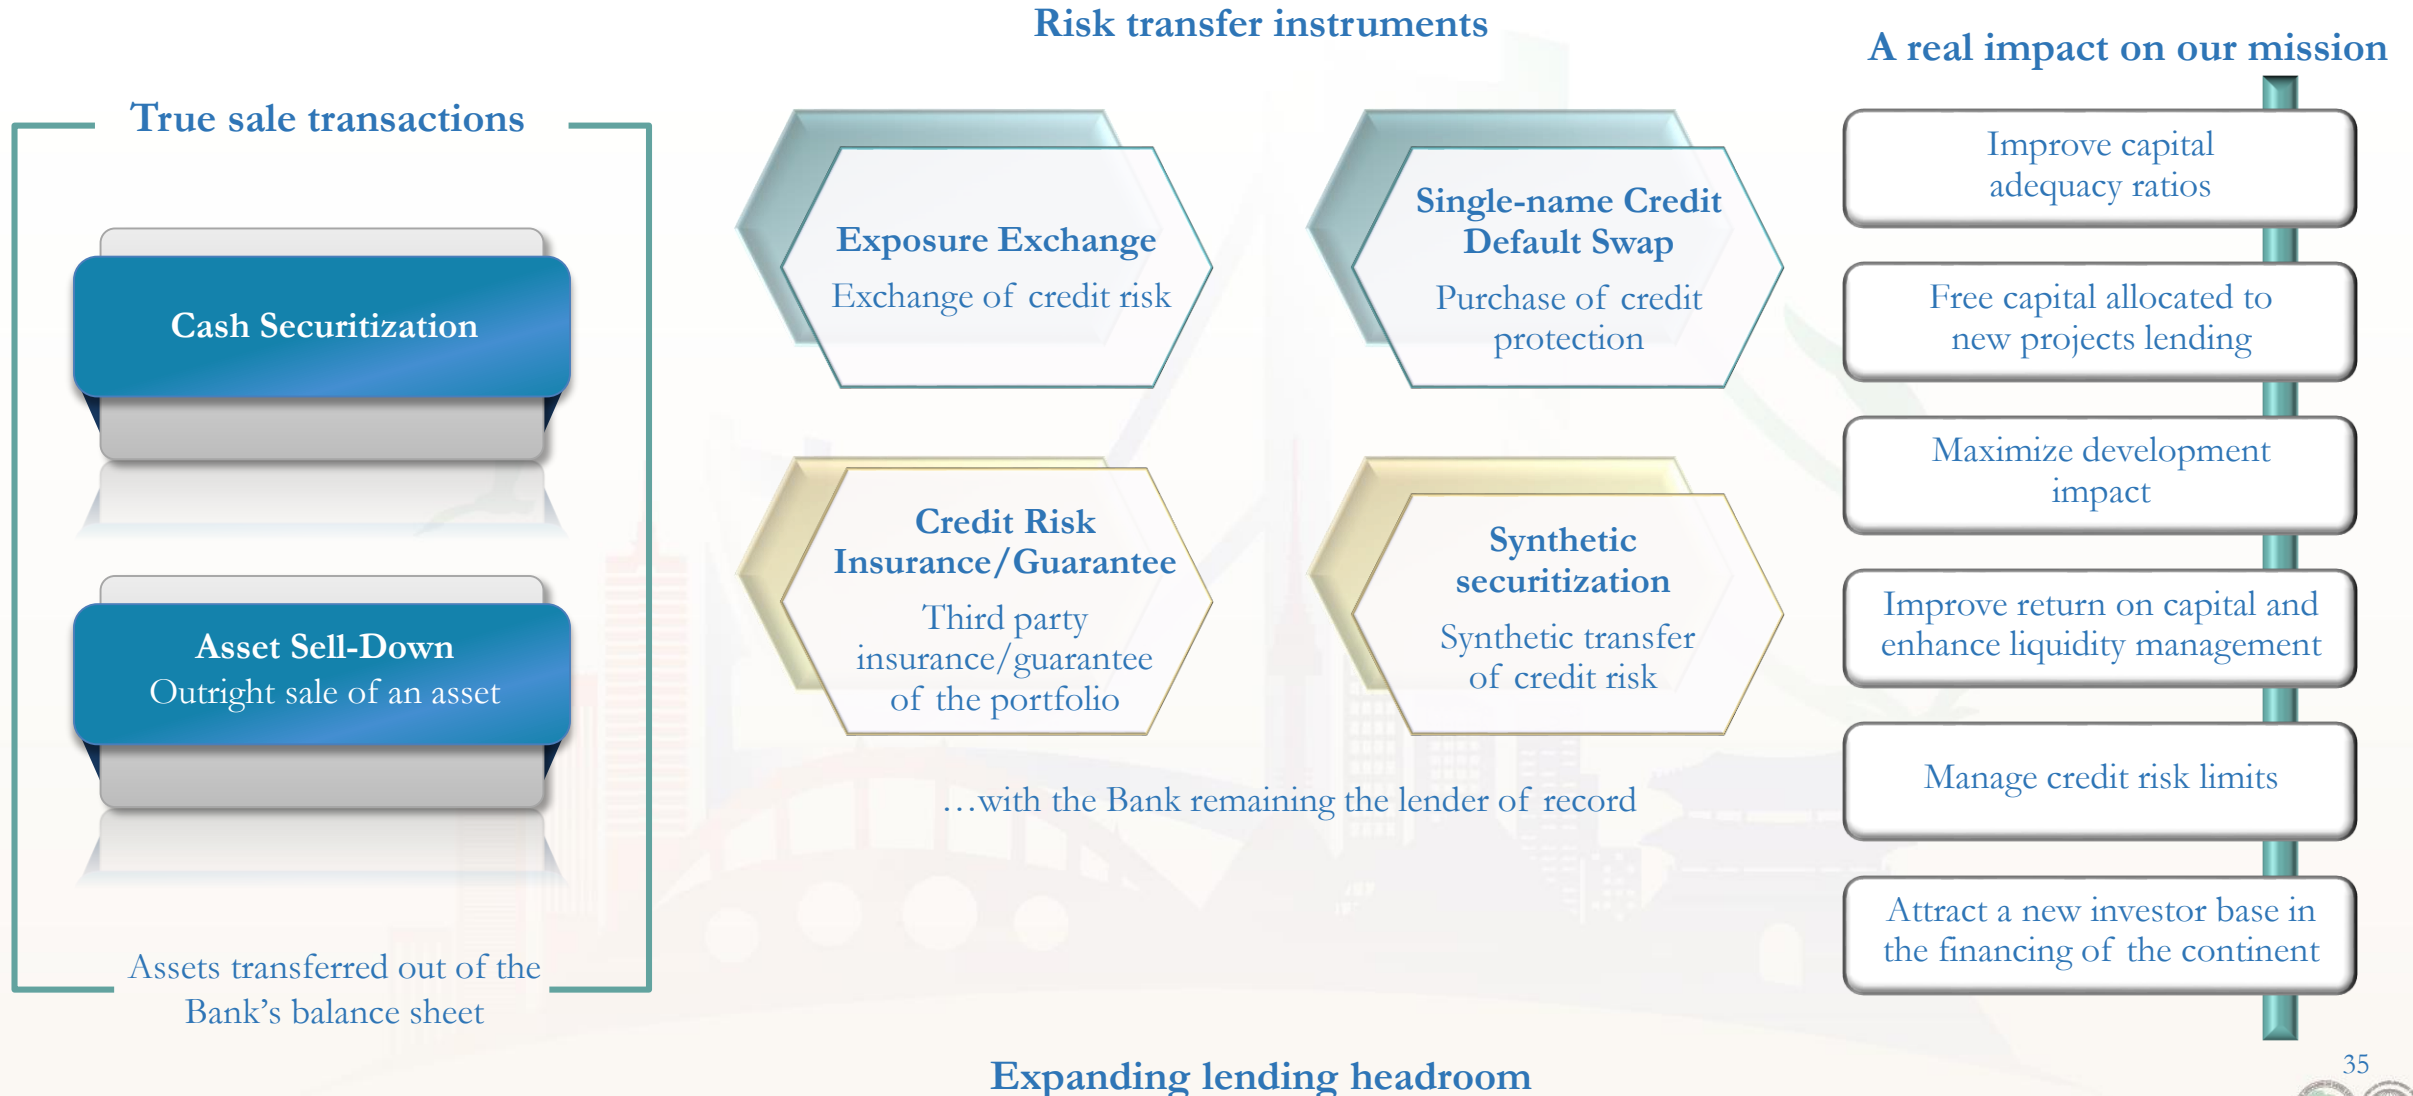 Risk transfer instruments
A real impact on our mission
True sale transactions
Cash Securitization
Asset Sell-Down
Outright sale of an asset
Assets transferred out of the
Bank's balance sheet
Exposure Exchange
Exchange of credit risk
Single-name Credit
Default Swap
Purchase of credit
protection
Credit Risk
Insurance/Guarantee
Third party
insurance/guarantee
of the portfolio
Synthetic
securitization
Synthetic transfer
of credit risk
…with the Bank remaining the lender of record
Improve capital
adequacy ratios
Free capital allocated to
new projects lending
Maximize development
impact
Improve return on capital and
enhance liquidity management
Manage credit risk limits
Attract a new investor base in
the financing of the continent
Expanding lending headroom
35